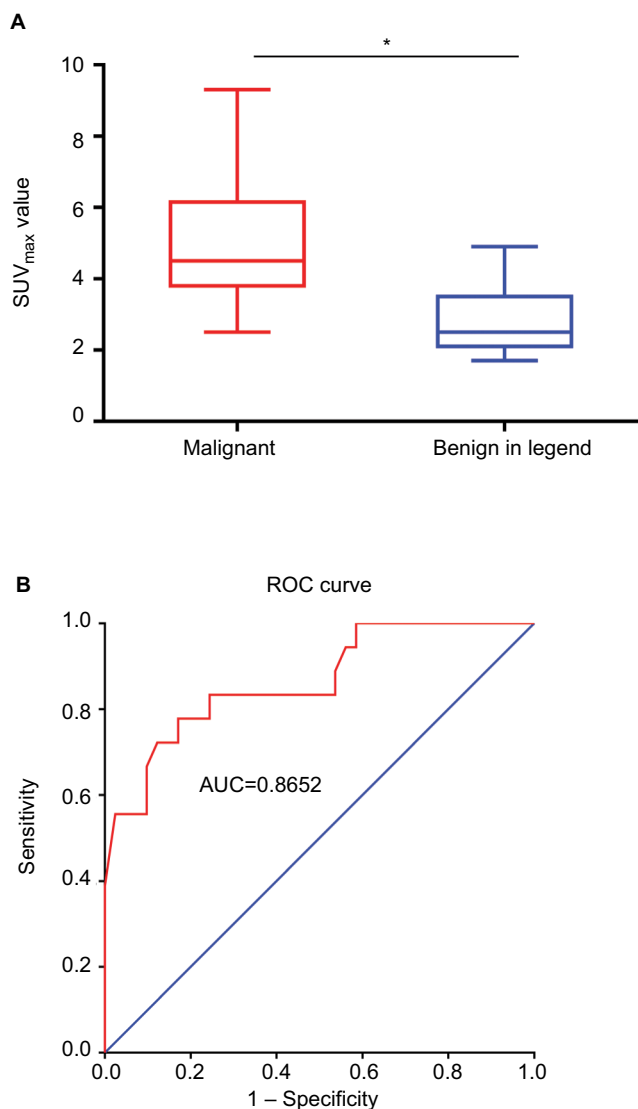 A
*
10
8
6
4
2
0
SUVmax value
Malignant
Benign in legend
B
ROC curve
1.0
0.8
0.6
0.4
0.2
0.0
Sensitivity
AUC=0.8652
0.0 0.2 0.4 0.6 0.8 1.0
1 – Specificity